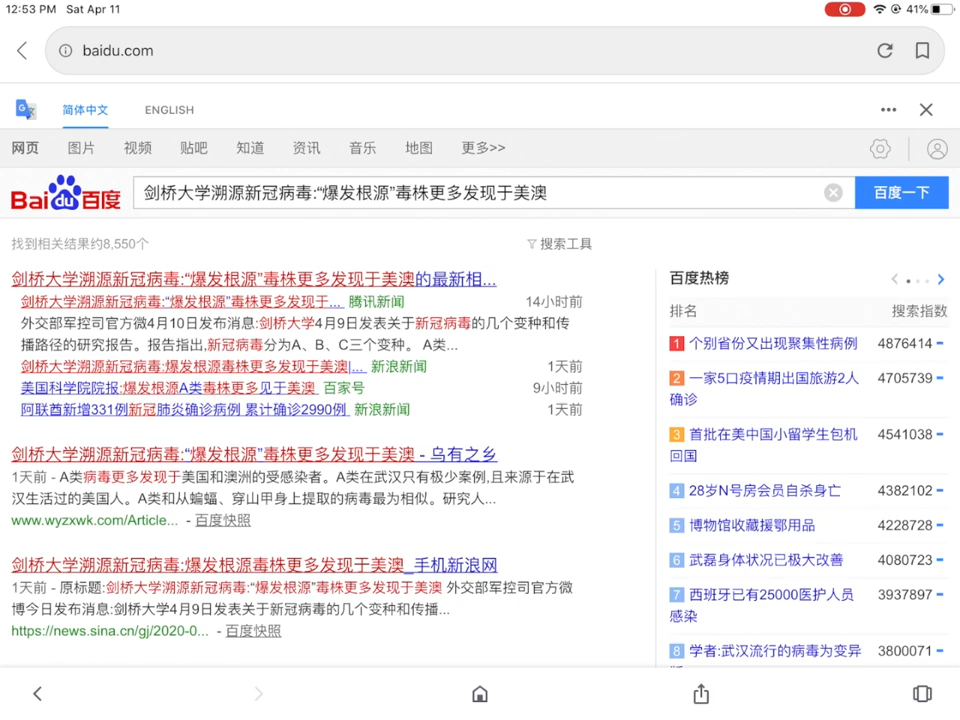 12:53 PM Sat Apr 11
41%
baidu.com
简体中文 ENGLISH
网页 图片 视频 贴吧 知道 资讯 音乐 地图 更多>>
Bai du 百度
剑桥大学溯源新冠病毒:“爆发根源”毒株更多发现于美澳
百度一下
找到相关结果约8,550个
搜索工具
剑桥大学溯源新冠病毒:“爆发根源”毒株更多发现于美澳的最新相...
剑桥大学溯源新冠病毒:“爆发根源”毒株更多发现于... 腾讯新闻 14小时前
外交部军控司官方微4月10日发布消息:剑桥大学4月9日发表关于新冠病毒的几个变种和传
播路径的研究报告。报告指出,新冠病毒分为A、B、C三个变种。 A类...
剑桥大学溯源新冠病毒:爆发根源毒株更多发现于美澳|... 新浪新闻 1天前
美国科学院院报:爆发根源A类毒株更多见于美澳 百家号 9小时前
阿联酋新增331例新冠肺炎确诊病例 累计确诊2990例 新浪新闻 1天前
剑桥大学溯源新冠病毒:“爆发根源”毒株更多发现于美澳 - 乌有之乡
1天前 - A类病毒更多发现于美国和澳洲的受感染者。A类在武汉只有极少案例,且来源于在武
汉生活过的美国人。A类和从蝙蝠、穿山甲身上提取的病毒最为相似。研究人...
www.wyzxwk.com/Article... - 百度快照
剑桥大学溯源新冠病毒:爆发根源毒株更多发现于美澳_手机新浪网
1天前 - 原标题:剑桥大学溯源新冠病毒:“爆发根源”毒株更多发现于美澳 外交部军控司官方微
博今日发布消息:剑桥大学4月9日发表关于新冠病毒的几个变种和传播...
https://news.sina.cn/gj/2020-0... - 百度快照
百度热榜
排名 搜索指数
1 个别省份又出现聚集性病例 4876414
2 一家5口疫情期出国旅游2人 4705739
确诊
3 首批在美中国小留学生包机 4541038
回国
4 28岁N号房会员自杀身亡 4382102
5 博物馆收藏援鄂用品 4228728
6 武磊身体状况已极大改善 4080723
7 西班牙已有25000医护人员 3937897
感染
8 学者:武汉流行的病毒为变异 3800071